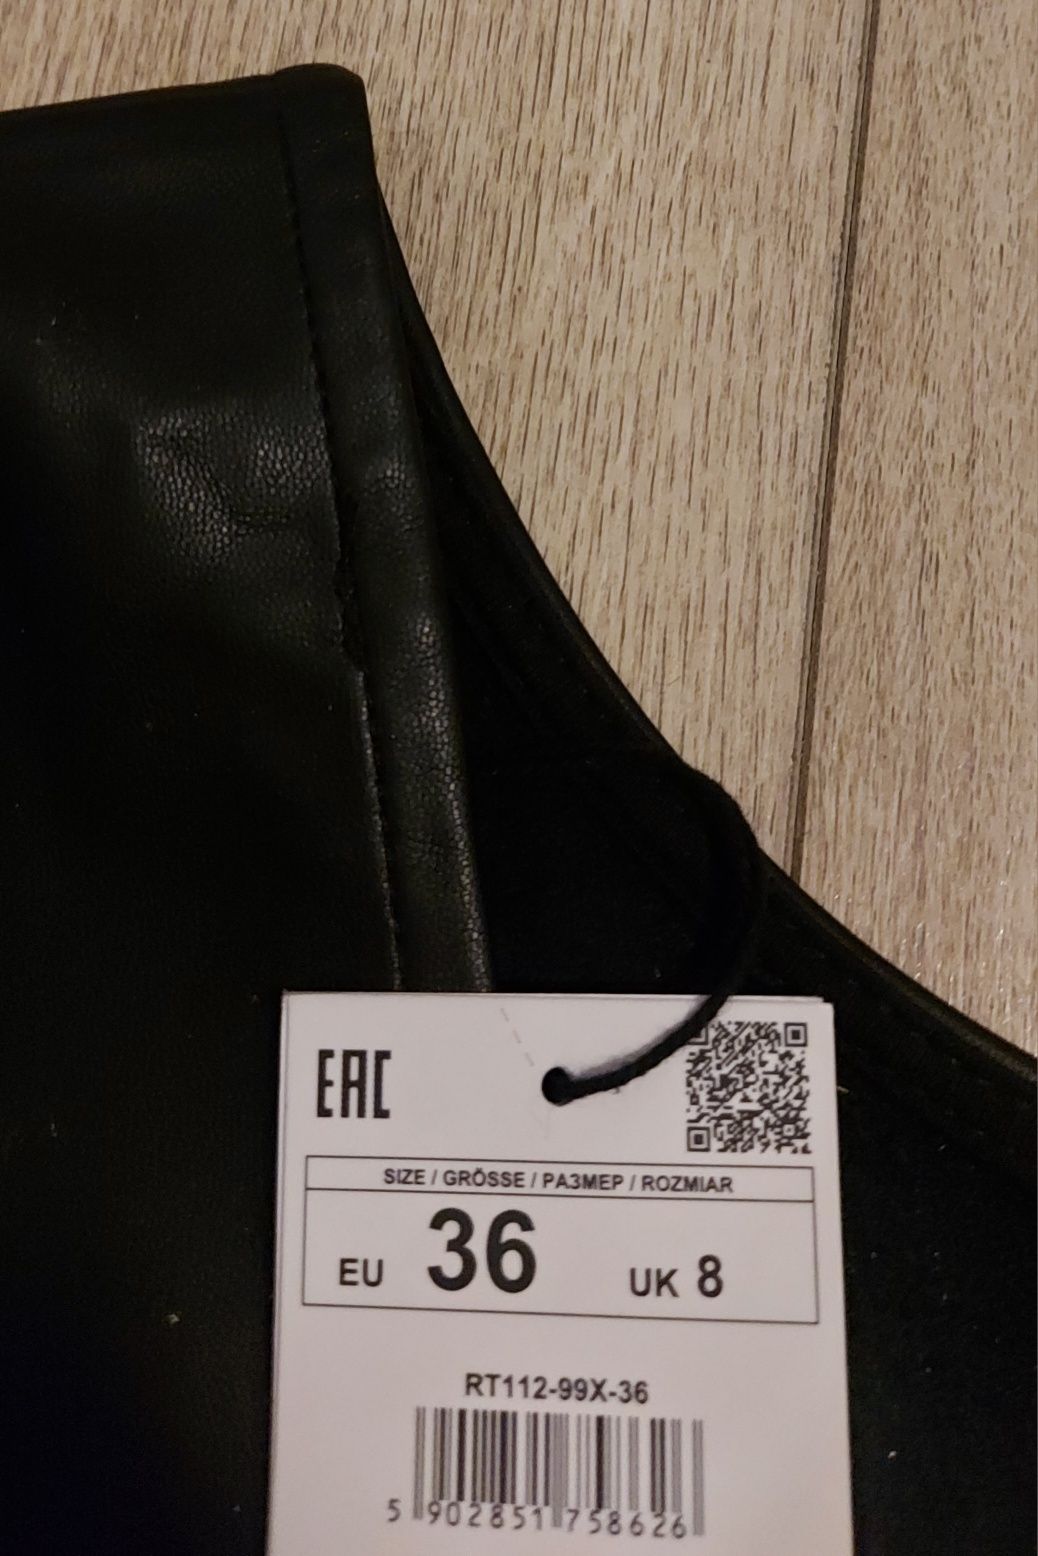 EAC
SIZE / GRÖSSE / РАЗМЕР / ROZMIAR
EU 36 UK 8
RT112-99X-36
5 902851 758626